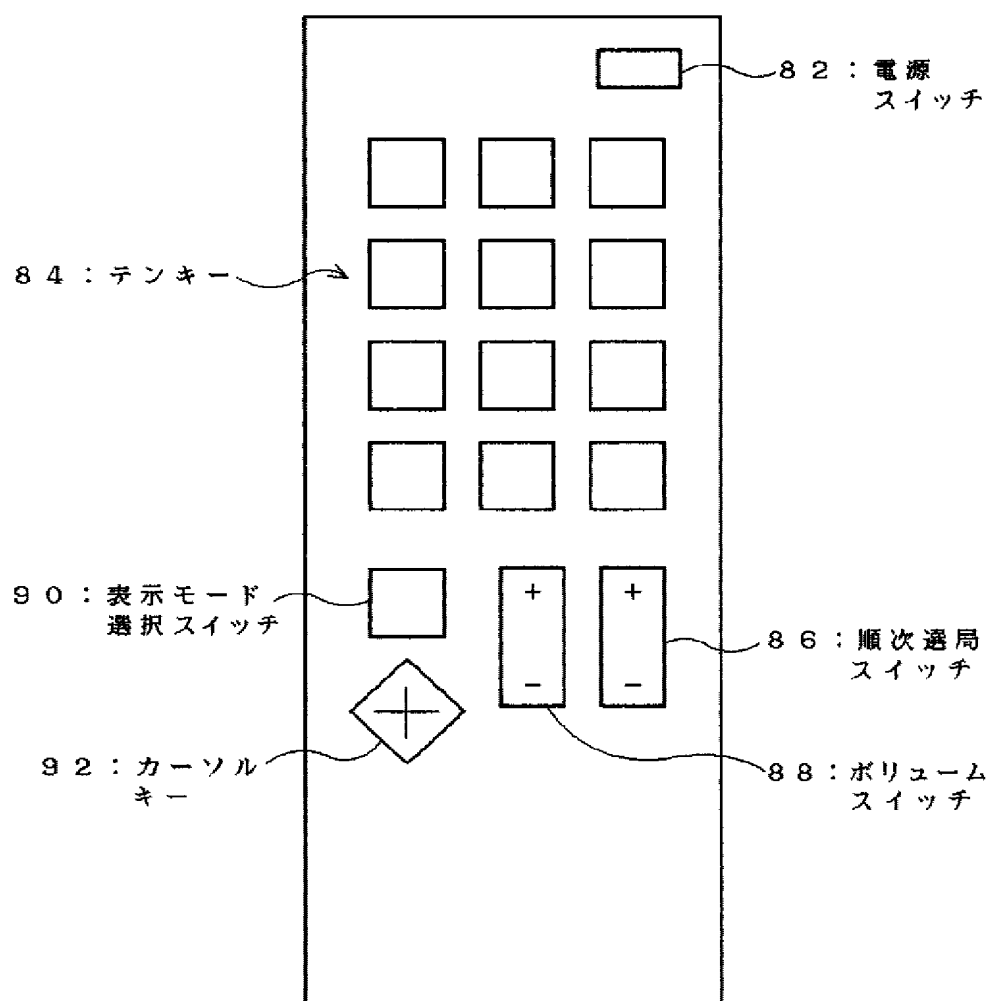 ８２：電源
スイッチ
８４：テンキー
９０：表示モード
選択スイッチ
+ +
− −
８６：順次選局
スイッチ
９２：カーソル
キー
８８：ボリューム
スイッチ